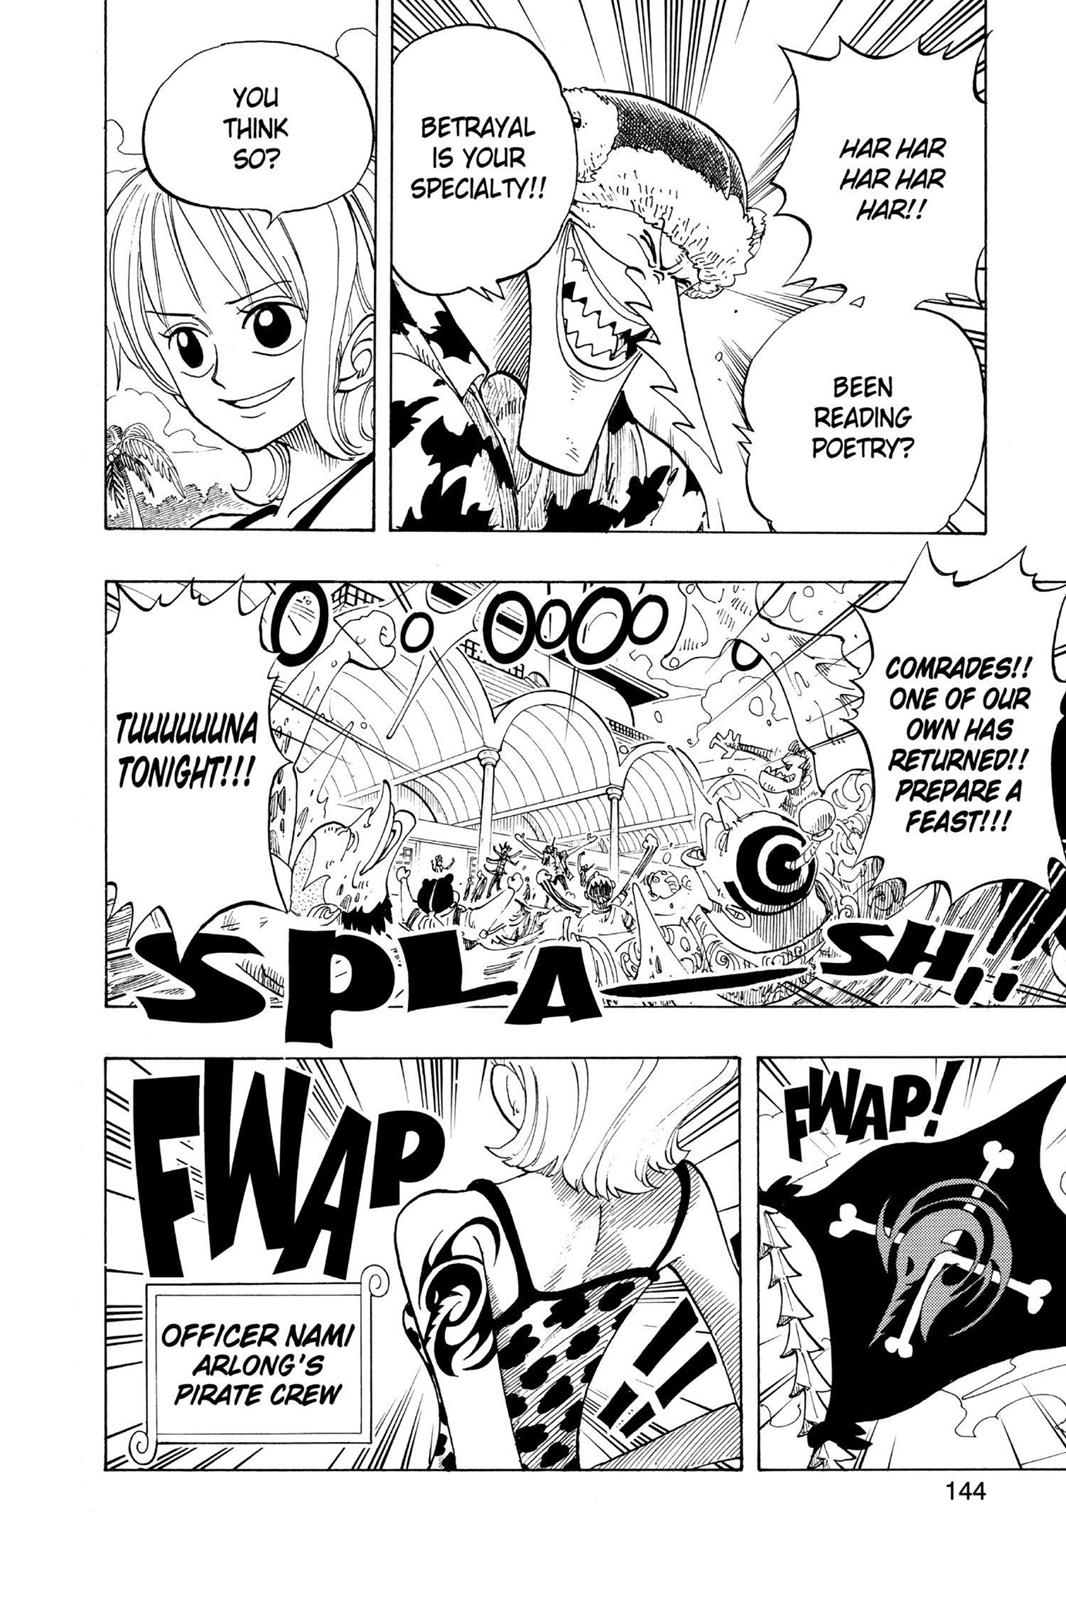 HAR HAR
HAR HAR
HAR!!
BEEN
READING
POETRY?
BETRAYAL
IS YOUR
SPECIALTY!!
YOU
THINK
SO?
COMRADES!!
ONE OF OUR
OWN HAS
RETURNED!!
PREPARE A
FEAST!!!
O O OOOO
TUUUUUUNA
TONIGHT!!!
SPLA—SH!!
FWAP!
FWAP
!!
OFFICER NAMI
ARLONG'S
PIRATE CREW
144